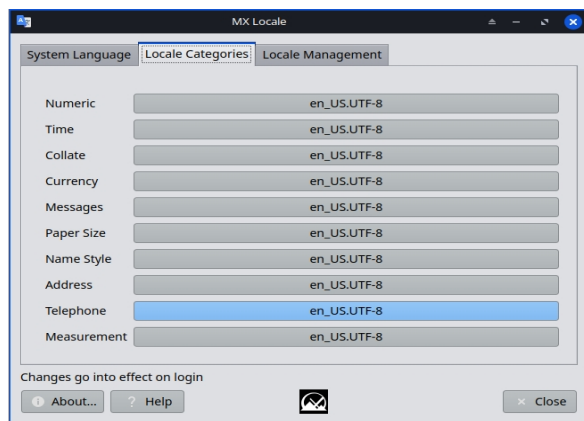 MX Locale
System Language Locale Categories Locale Management
Numeric en_US.UTF-8
Time en_US.UTF-8
Collate en_US.UTF-8
Currency en_US.UTF-8
Messages en_US.UTF-8
Paper Size en_US.UTF-8
Name Style en_US.UTF-8
Address en_US.UTF-8
Telephone en_US.UTF-8
Measurement en_US.UTF-8
Changes go into effect on login
About... ? Help × Close